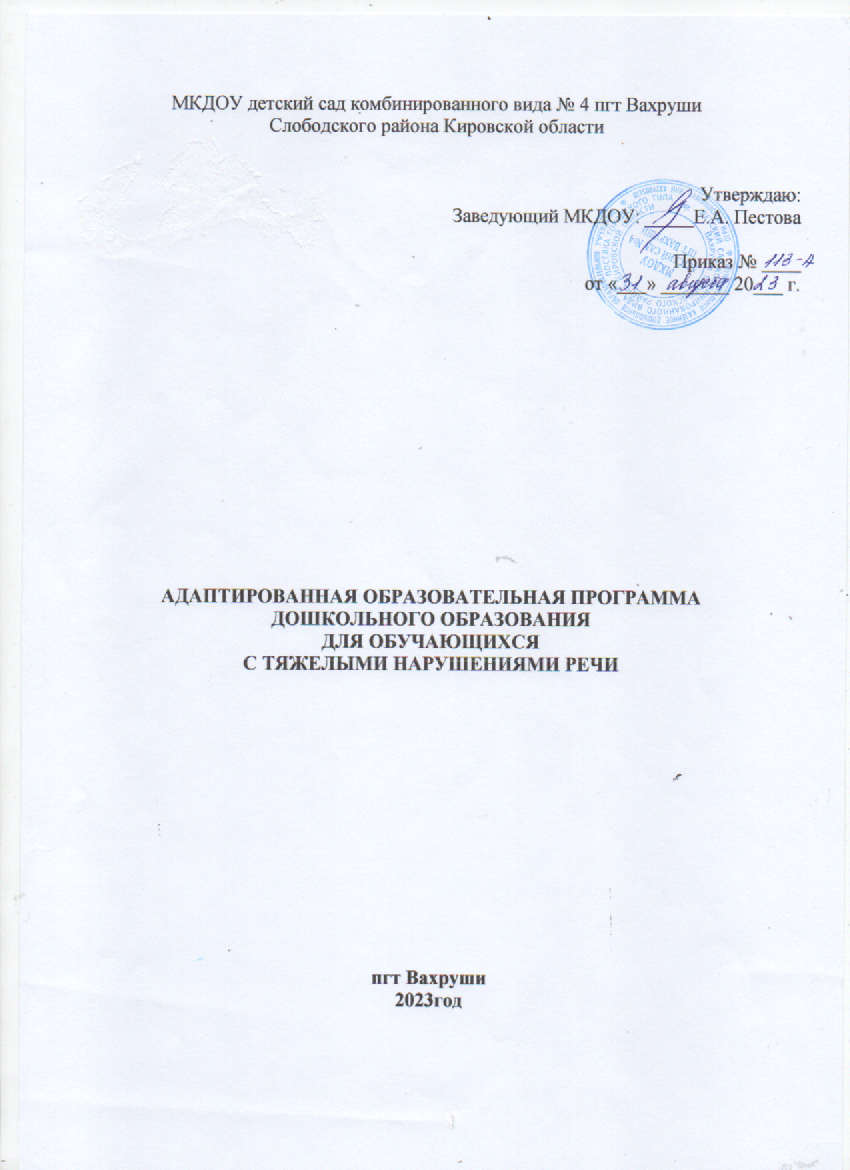 МКДОУ детский сад комбинированного вида № 4 пгт Вахруши
Слободского района Кировской области
Утверждаю:
Заведующий МКДОУ: _____Е.А. Пестова
Приказ № 113-А
от «31» августа 2023 г.
АДАПТИРОВАННАЯ ОБРАЗОВАТЕЛЬНАЯ ПРОГРАММА
ДОШКОЛЬНОГО ОБРАЗОВАНИЯ
ДЛЯ ОБУЧАЮЩИХСЯ
С ТЯЖЕЛЫМИ НАРУШЕНИЯМИ РЕЧИ
пгт Вахруши
2023год